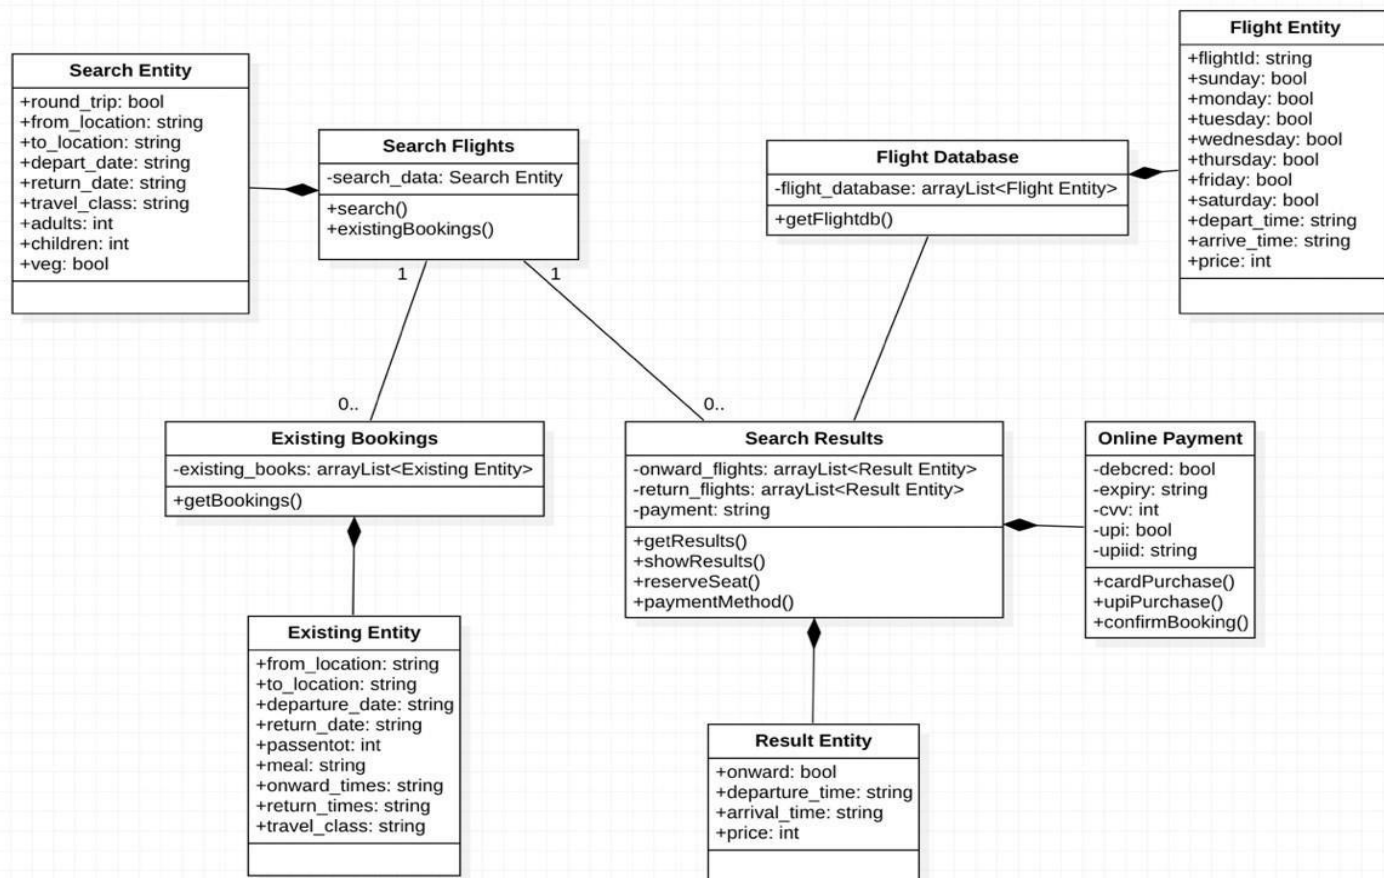 Search Entity
+round_trip: bool
+from_location: string
+to_location: string
+depart_date: string
+return_date: string
+travel_class: string
+adults: int
+children: int
+veg: bool
Search Flights
-search_data: Search Entity
+search()
+existingBookings()
Flight Database
-flight_database: arrayList<Flight Entity>
+getFlightdb()
Flight Entity
+flightId: string
+sunday: bool
+monday: bool
+tuesday: bool
+wednesday: bool
+thursday: bool
+friday: bool
+saturday: bool
+depart_time: string
+arrive_time: string
+price: int
1
1
0..
0..
Existing Bookings
-existing_books: arrayList<Existing Entity>
+getBookings()
Search Results
-onward_flights: arrayList<Result Entity>
-return_flights: arrayList<Result Entity>
-payment: string
+getResults()
+showResults()
+reserveSeat()
+paymentMethod()
Online Payment
-debcred: bool
-expiry: string
-cvv: int
-upi: bool
-upiid: string
+cardPurchase()
+upiPurchase()
+confirmBooking()
Existing Entity
+from_location: string
+to_location: string
+departure_date: string
+return_date: string
+passentot: int
+meal: string
+onward_times: string
+return_times: string
+travel_class: string
Result Entity
+onward: bool
+departure_time: string
+arrival_time: string
+price: int